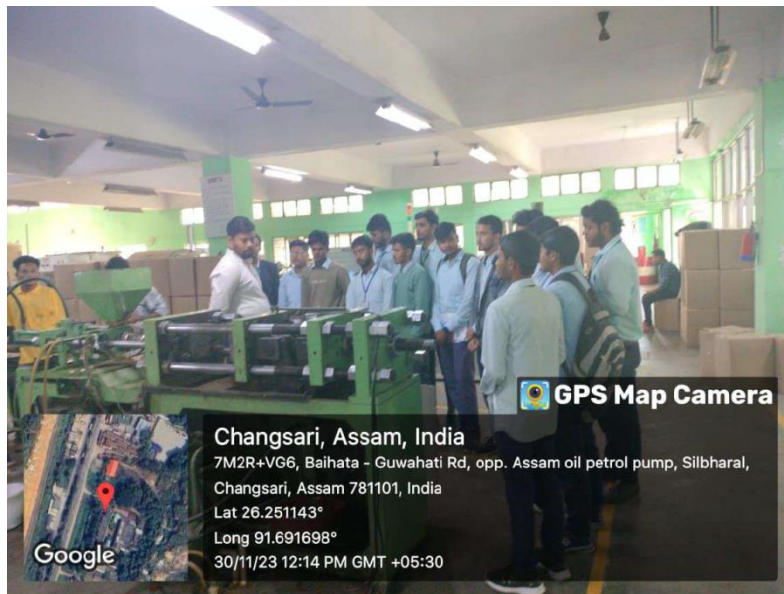 GPS Map Camera
Changsari, Assam, India
7M2R+VG6, Baihata - Guwahati Rd, opp. Assam oil petrol pump, Silbharal,
Changsari, Assam 781101, India
Lat 26.251143°
Long 91.691698°
30/11/23 12:14 PM GMT +05:30
Google